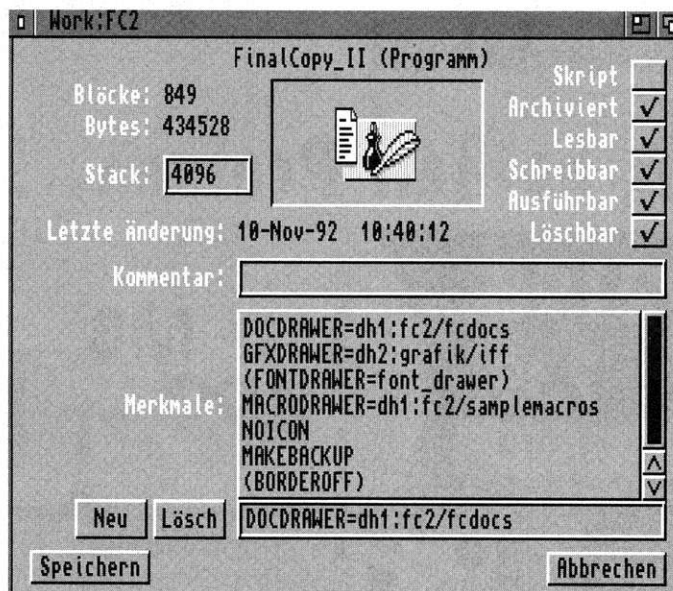 Work:FC2
FinalCopy_II (Programm)
Blöcke: 849
Bytes: 434528
Stack: 4096
Skript
Archiviert
Lesbar
Schreibbar
Ausführbar
Löschbar
Letzte Änderung: 10-Nov-92 10:40:12
Kommentar:
Merkmale:
DOCDRAWER=dh1:fc2/fcdocs
GFXDRAWER=dh2:grafik/iff
(FONTDRAWER=font_drawer)
MACRODRAWER=dh1:fc2/samplemacros
NOICON
MAKEBACKUP
(BORDEROFF)
Neu Lösch DOCDRAWER=dh1:fc2/fcdocs
Speichern Abbrechen